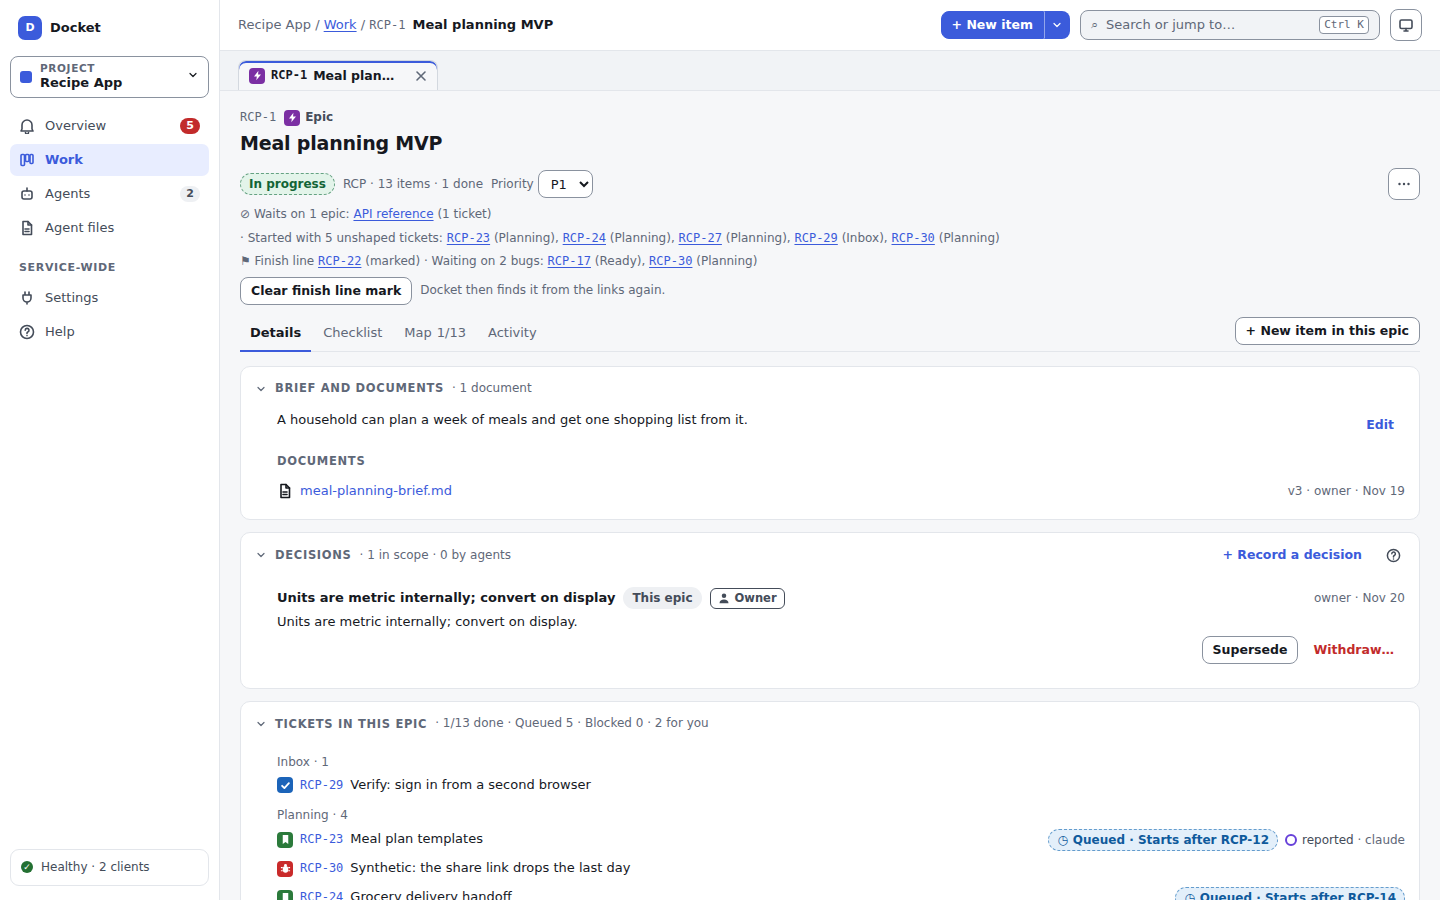 D Docket
PROJECT
Recipe App
Overview 5
Work
Agents 2
Agent files
SERVICE-WIDE
Settings
Help
Healthy · 2 clients
Recipe App / Work / RCP-1 Meal planning MVP
+ New item
Search or jump to… Ctrl K
RCP-1 Meal plan…
RCP-1 Epic
Meal planning MVP
In progress RCP · 13 items · 1 done Priority P1
⊘ Waits on 1 epic: API reference (1 ticket)
· Started with 5 unshaped tickets: RCP-23 (Planning), RCP-24 (Planning), RCP-27 (Planning), RCP-29 (Inbox), RCP-30 (Planning)
⚑ Finish line RCP-22 (marked) · Waiting on 2 bugs: RCP-17 (Ready), RCP-30 (Planning)
Clear finish line mark Docket then finds it from the links again.
Details Checklist Map 1/13 Activity
+ New item in this epic
BRIEF AND DOCUMENTS · 1 document
A household can plan a week of meals and get one shopping list from it.
Edit
DOCUMENTS
meal-planning-brief.md v3 · owner · Nov 19
DECISIONS · 1 in scope · 0 by agents + Record a decision
Units are metric internally; convert on display This epic Owner owner · Nov 20
Units are metric internally; convert on display.
Supersede Withdraw…
TICKETS IN THIS EPIC · 1/13 done · Queued 5 · Blocked 0 · 2 for you
Inbox · 1
RCP-29 Verify: sign in from a second browser
Planning · 4
RCP-23 Meal plan templates Queued · Starts after RCP-12 reported · claude
RCP-30 Synthetic: the share link drops the last day
RCP-24 Grocery delivery handoff Queued · Starts after RCP-14